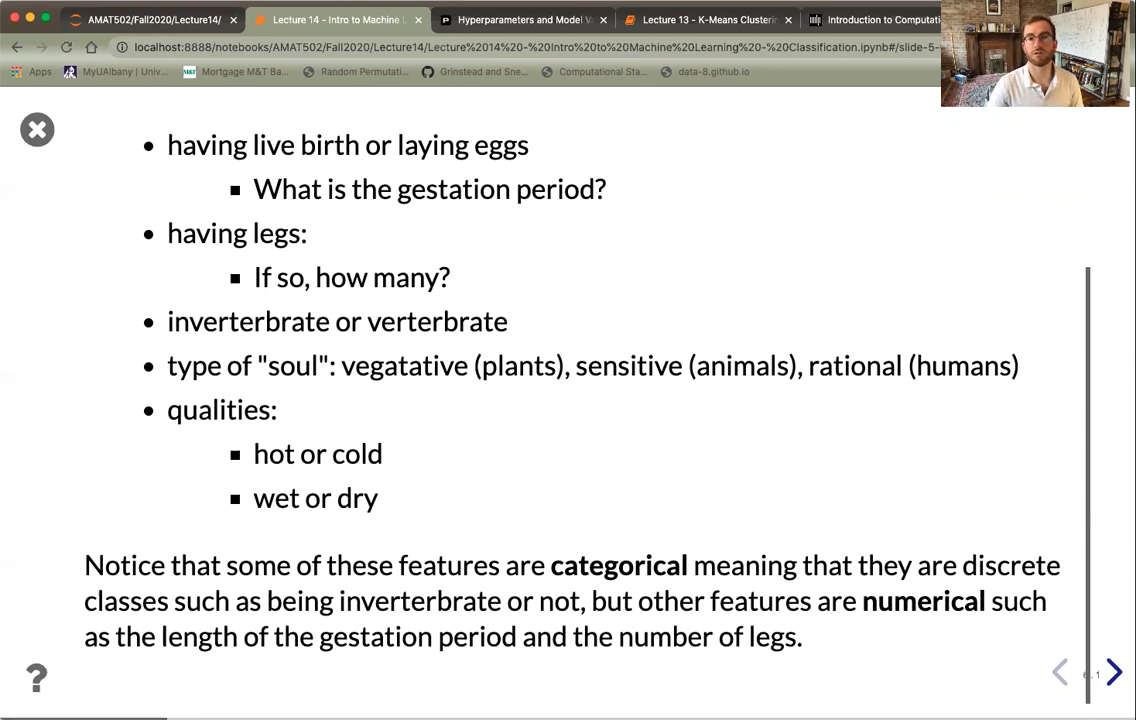 AMAT502/Fall2020/Lecture14/
Lecture 14 - Intro to Machine L
Hyperparameters and Model V
Lecture 13 - K-Means Clusterin
Introduction to Computati
localhost:8888/notebooks/AMAT502/Fall2020/Lecture14/Lecture%2014%20-%20Intro%20to%20Machine%20Learning%20-%20Classification.ipynb#/slide-5-
Apps
MyUAlbany | Univ...
MAT
Mortgage M&T Ba...
Random Permutati...
Grinstead and Sne...
Computational Sta...
data-8.github.io
• having live birth or laying eggs
▪ What is the gestation period?
• having legs:
▪ If so, how many?
• inverterbrate or verterbrate
• type of "soul": vegatative (plants), sensitive (animals), rational (humans)
• qualities:
▪ hot or cold
▪ wet or dry
Notice that some of these features are categorical meaning that they are discrete
classes such as being inverterbrate or not, but other features are numerical such
as the length of the gestation period and the number of legs.
?